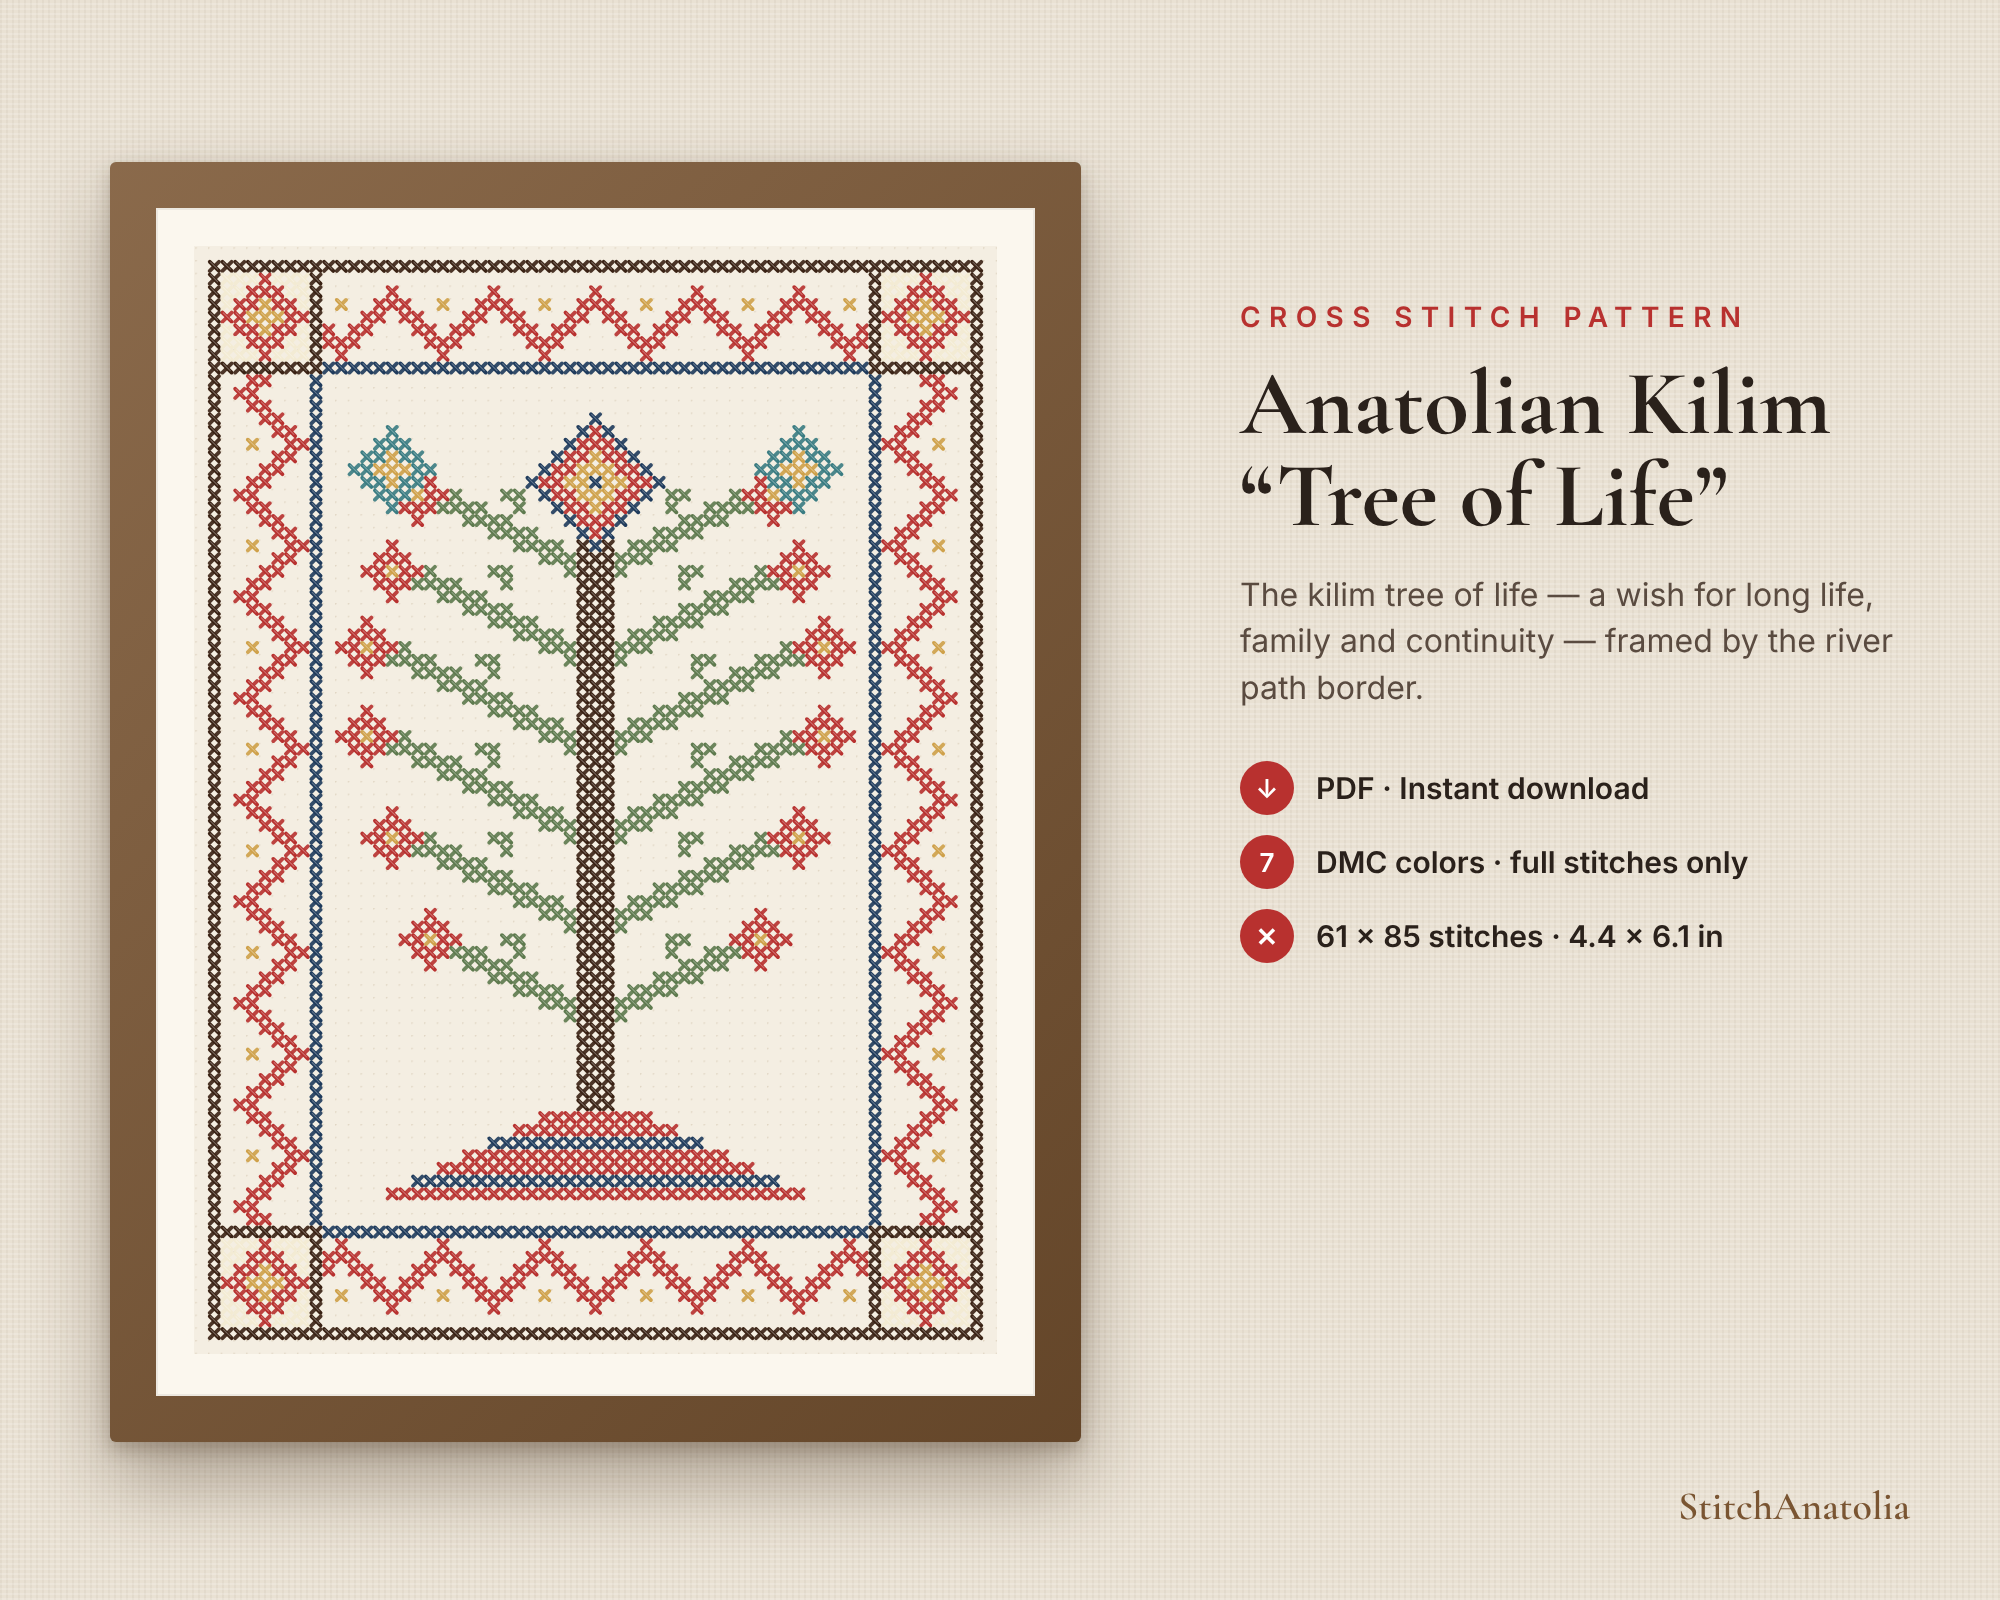 CROSS STITCH PATTERN
Anatolian Kilim
“Tree of Life”
The kilim tree of life — a wish for long life,
family and continuity — framed by the river
path border.
PDF · Instant download
7 DMC colors · full stitches only
61 × 85 stitches · 4.4 × 6.1 in
StitchAnatolia